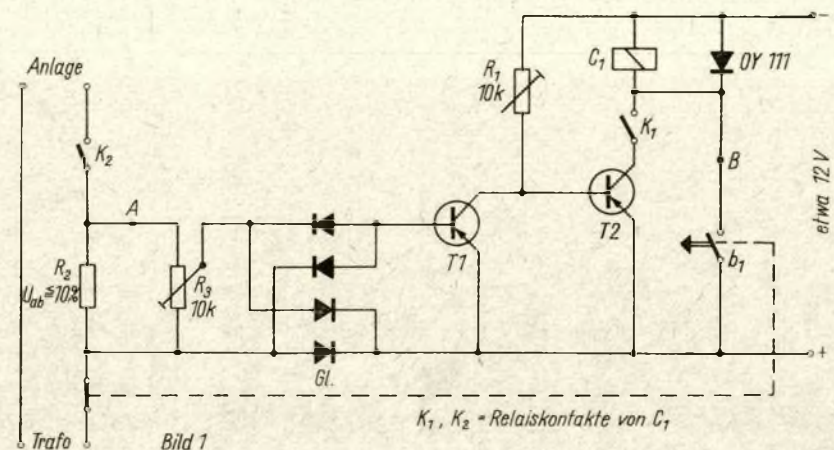 Anlage
K₂
A
R₂
U_ab ≦ 10%
R₃
10k
Gl.
T1
R₁
10k
C₁
OY 111
K₁
T2
B
b₁
−
etwa 12 V
+
K₁, K₂ = Relaiskontakte von C₁
Trafo
Bild 1